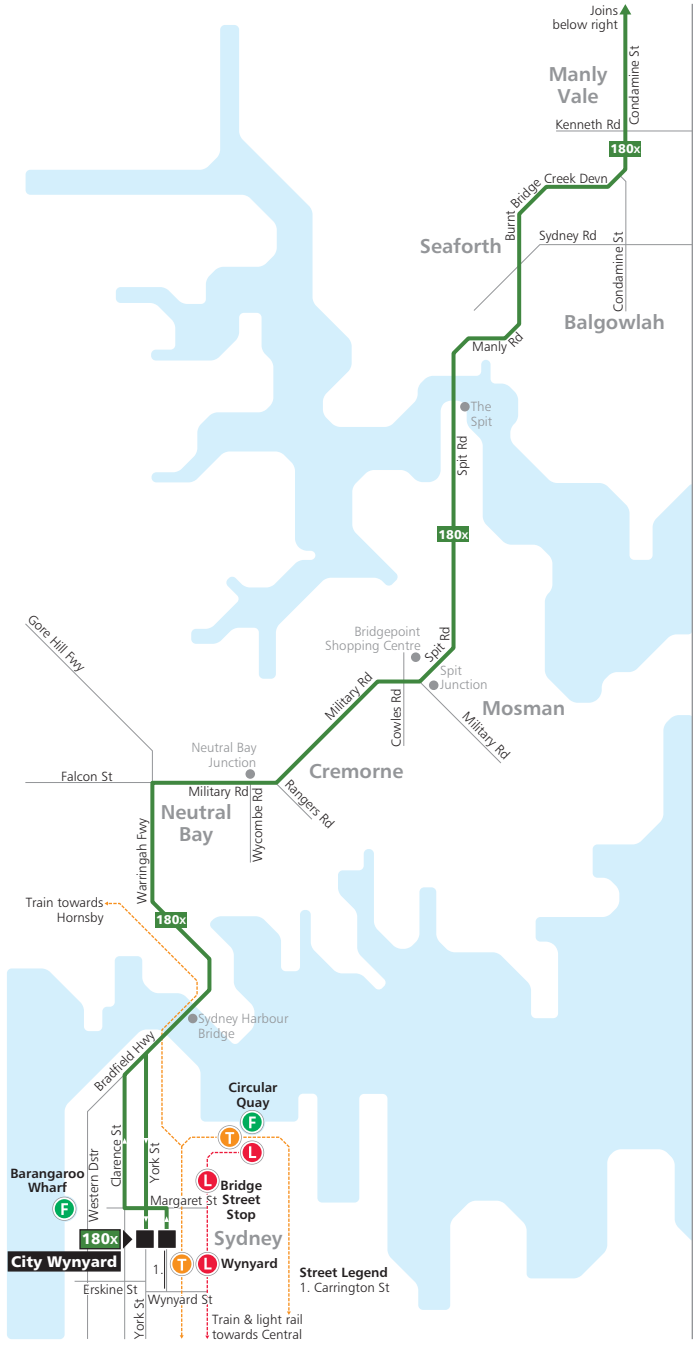 Joins
below right
Condamine St
Manly
Vale
Kenneth Rd
180x
Creek Devn
Burnt Bridge
Sydney Rd
Seaforth
Condamine St
Balgowlah
Manly Rd
The
Spit
Spit Rd
180x
Bridgepoint
Shopping Centre
Spit Rd
Gore Hill Fwy
Spit
Junction
Military Rd
Cowles Rd
Mosman
Military Rd
Neutral Bay
Junction
Cremorne
Falcon St
Military Rd
Rangers Rd
Neutral
Bay
Wycombe Rd
Warringah Fwy
Train towards
Hornsby
180x
Sydney Harbour
Bridge
Bradfield Hwy
Circular
Quay
F
T
L
Clarence St
York St
Western Dstr
Barangaroo
Wharf
F
L
Bridge
Street
Stop
Margaret St
180x
Sydney
City Wynyard
1.
T
L
Wynyard
Street Legend
1. Carrington St
Erskine St
Wynyard St
York St
Train & light rail
towards Central